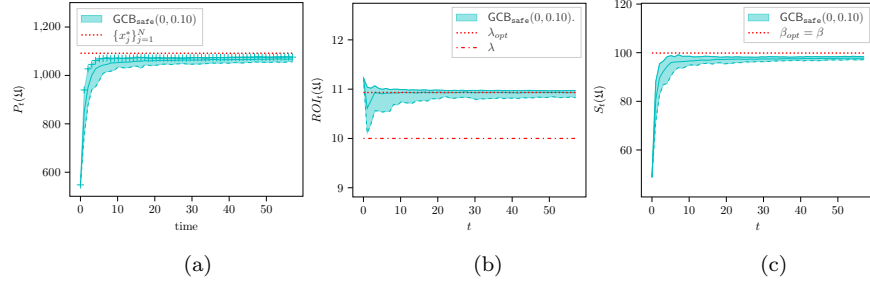 GCB_safe(0, 0.10)
{x*_j}^N_{j=1}
1,200
1,000
800
600
P_t(𝔘)
0 10 20 30 40 50
time
(a)
GCB_safe(0, 0.10).
λ_opt
λ
12
11
10
9
ROI_t(𝔘)
0 10 20 30 40 50
t
(b)
GCB_safe(0, 0.10)
β_opt = β
120
100
80
60
S_t(𝔘)
0 10 20 30 40 50
t
(c)